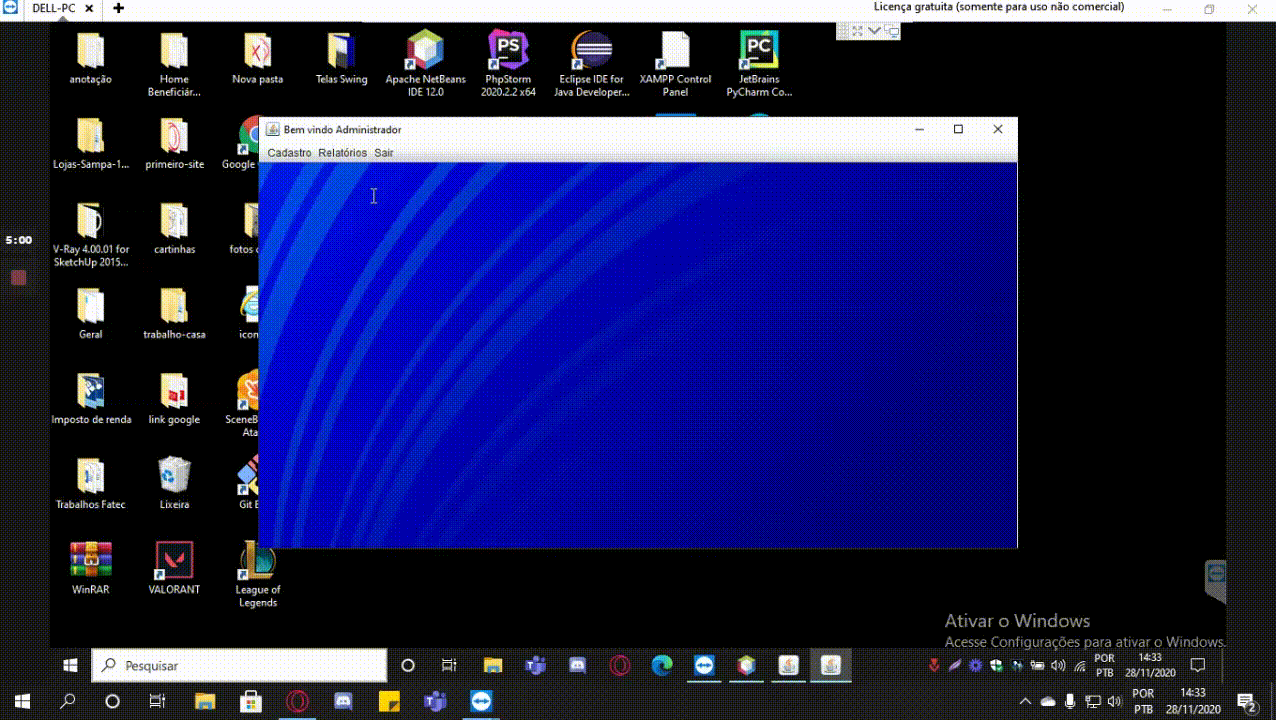 DELL-PC
Licença gratuita (somente para uso não comercial)
anotação
Home
Beneficiár...
Nova pasta
Telas Swing
Apache NetBeans
IDE 12.0
PhpStorm
2020.2.2 x64
Eclipse IDE for
Java Developer...
XAMPP Control
Panel
JetBrains
PyCharm Co...
PS
PC
Bem vindo Administrador
Cadastro Relatórios Sair
Lojas-Sampa-1...
primeiro-site
Google
5:00
V-Ray 4.00.01 for
SketchUp 2015...
cartinhas
fotos
Geral
trabalho-casa
Imposto de renda
link google
Trabalhos Fatec
Lixeira
Git
WinRAR
VALORANT
League of
Legends
Ativar o Windows
Acesse Configurações para ativar o Windows.
Pesquisar
POR
PTB
14:33
28/11/2020
POR
PTB
14:33
28/11/2020
2